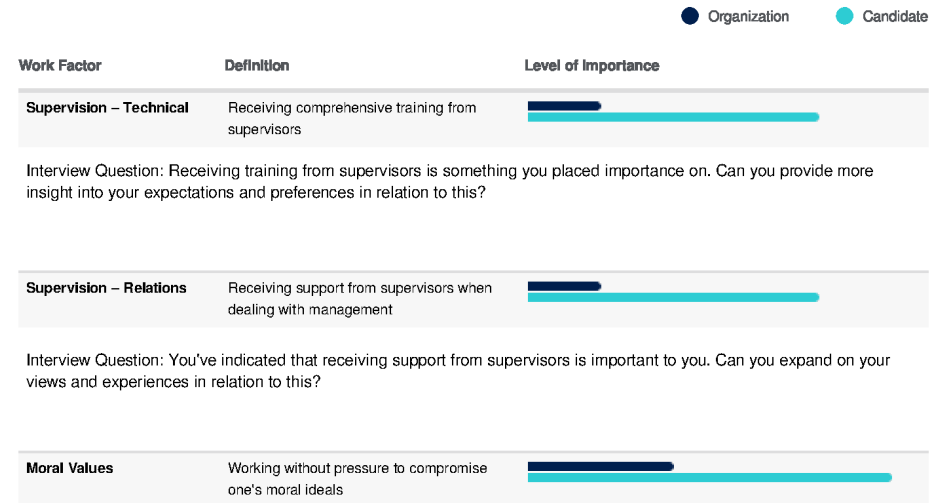 Organization Candidate
Work Factor Definition Level of Importance
Supervision – Technical Receiving comprehensive training from
supervisors
Interview Question: Receiving training from supervisors is something you placed importance on. Can you provide more
insight into your expectations and preferences in relation to this?
Supervision – Relations Receiving support from supervisors when
dealing with management
Interview Question: You've indicated that receiving support from supervisors is important to you. Can you expand on your
views and experiences in relation to this?
Moral Values Working without pressure to compromise
one's moral ideals